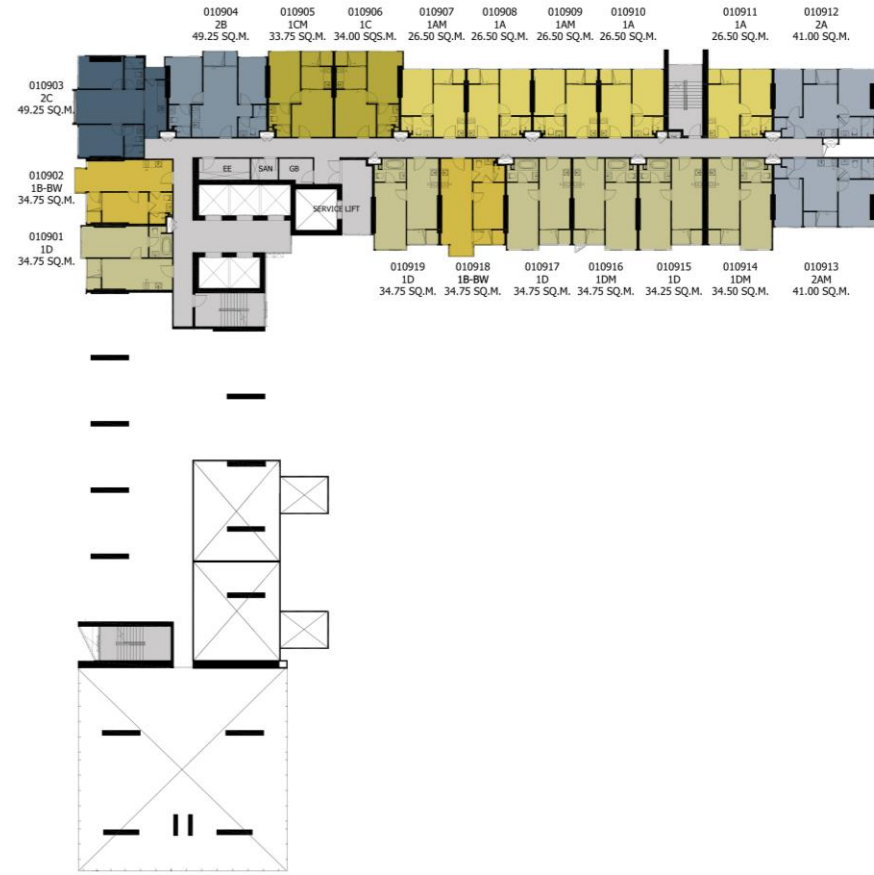 010904
2B
49.25 SQ.M.
010905
1CM
33.75 SQ.M.
010906
1C
34.00 SQS.M.
010907
1AM
26.50 SQ.M.
010908
1A
26.50 SQ.M.
010909
1AM
26.50 SQ.M.
010910
1A
26.50 SQ.M.
010911
1A
26.50 SQ.M.
010912
2A
41.00 SQ.M.
010903
2C
49.25 SQ.M.
010902
1B-BW
34.75 SQ.M.
010901
1D
34.75 SQ.M.
EE
SAN
GB
SERVICE LIFT
010919
1D
34.75 SQ.M.
010918
1B-BW
34.75 SQ.M.
010917
1D
34.75 SQ.M.
010916
1DM
34.75 SQ.M.
010915
1D
34.25 SQ.M.
010914
1DM
34.50 SQ.M.
010913
2AM
41.00 SQ.M.